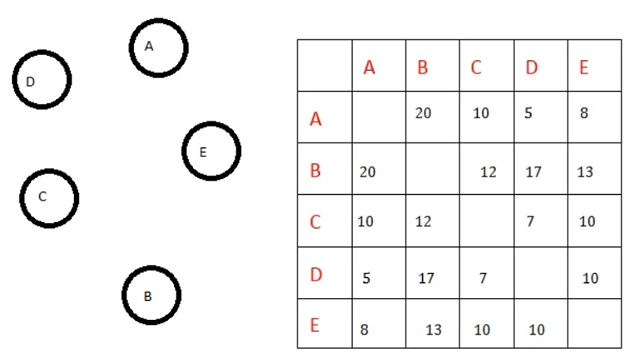 A
D
E
C
B
A B C D E
A 20 10 5 8
B 20 12 17 13
C 10 12 7 10
D 5 17 7 10
E 8 13 10 10